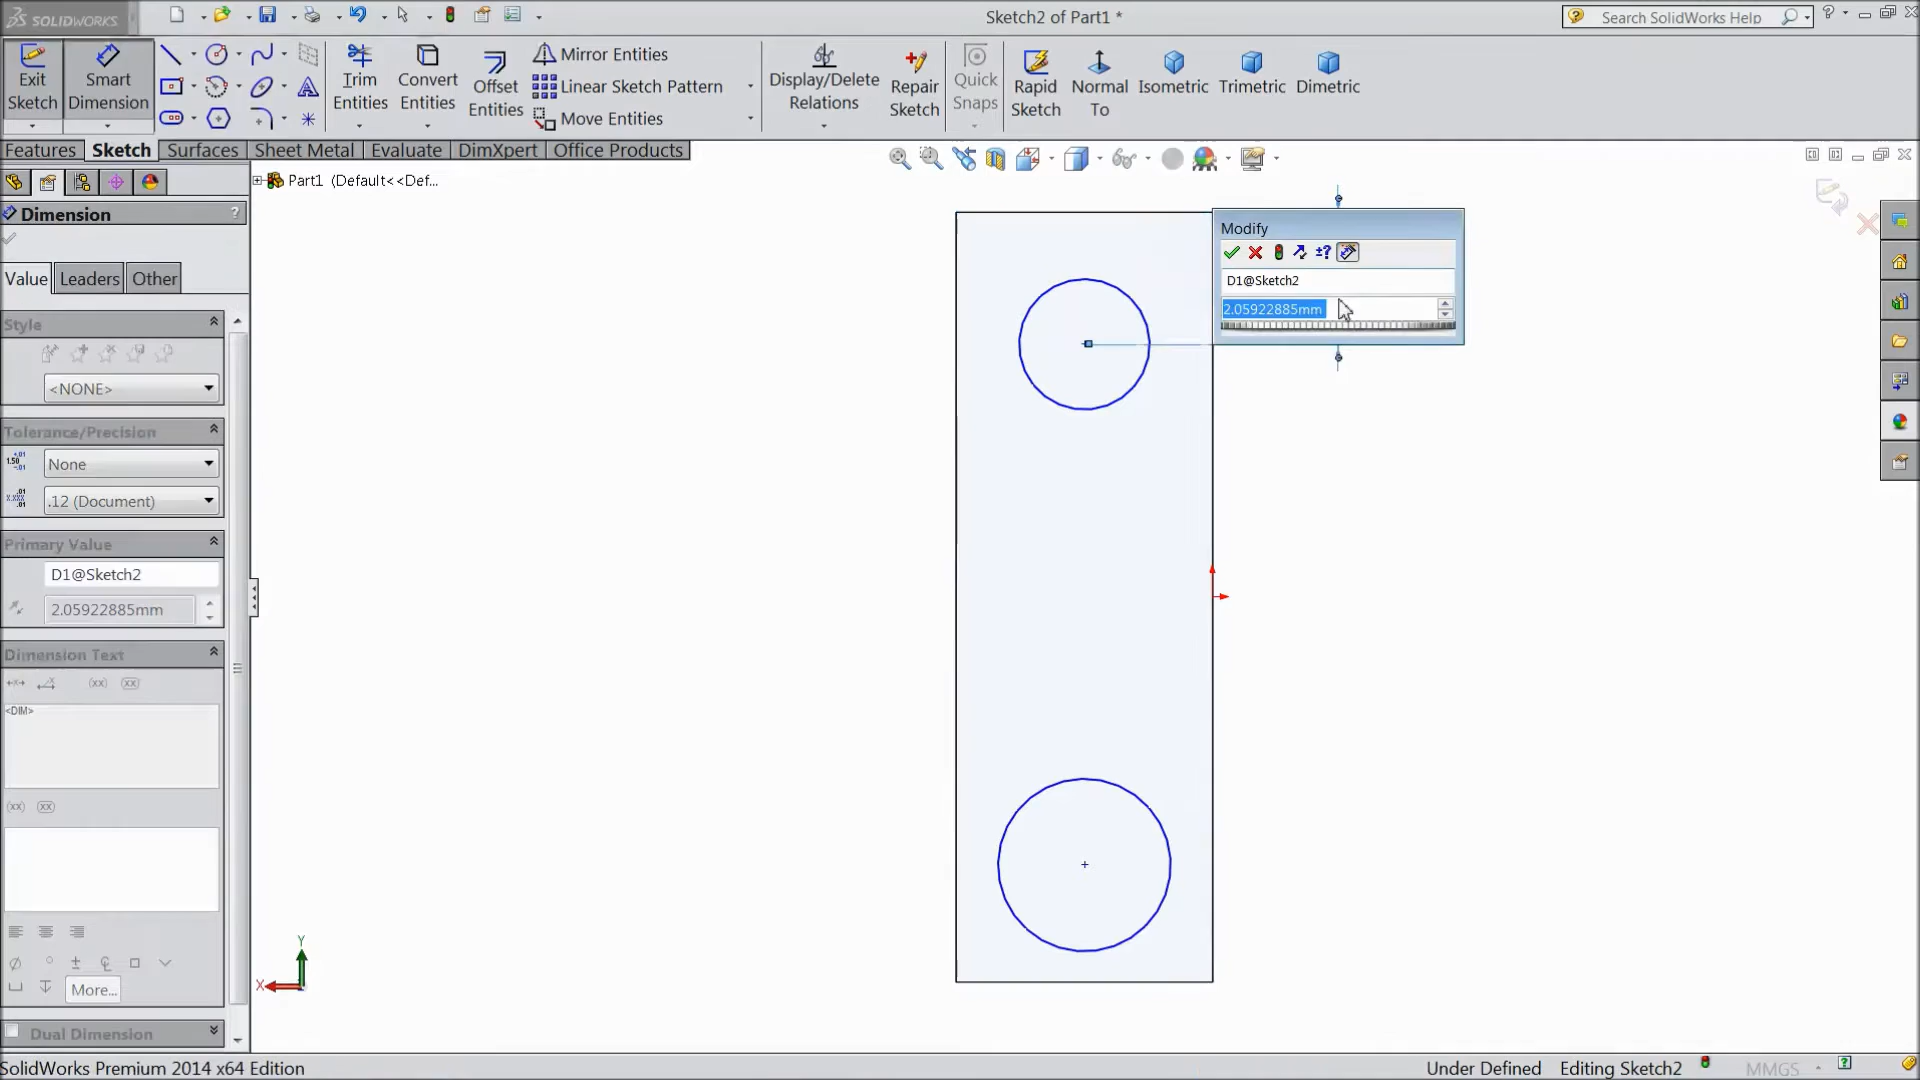 SOLIDWORKS
Sketch2 of Part1 *
Search SolidWorks Help
Exit Sketch
Smart Dimension
Trim Entities
Convert Entities
Offset Entities
Mirror Entities
Linear Sketch Pattern
Move Entities
Display/Delete Relations
Repair Sketch
Quick Snaps
Rapid Sketch
Normal To
Isometric
Trimetric
Dimetric
Features
Sketch
Surfaces
Sheet Metal
Evaluate
DimXpert
Office Products
Part1 (Default<<Def...
Dimension
?
Value
Leaders
Other
Style
<NONE>
Tolerance/Precision
None
.12 (Document)
Primary Value
D1@Sketch2
2.05922885mm
Dimension Text
<DIM>
More...
Dual Dimension
Modify
D1@Sketch2
2.05922885mm
Y
X
SolidWorks Premium 2014 x64 Edition
Under Defined
Editing Sketch2
MMGS